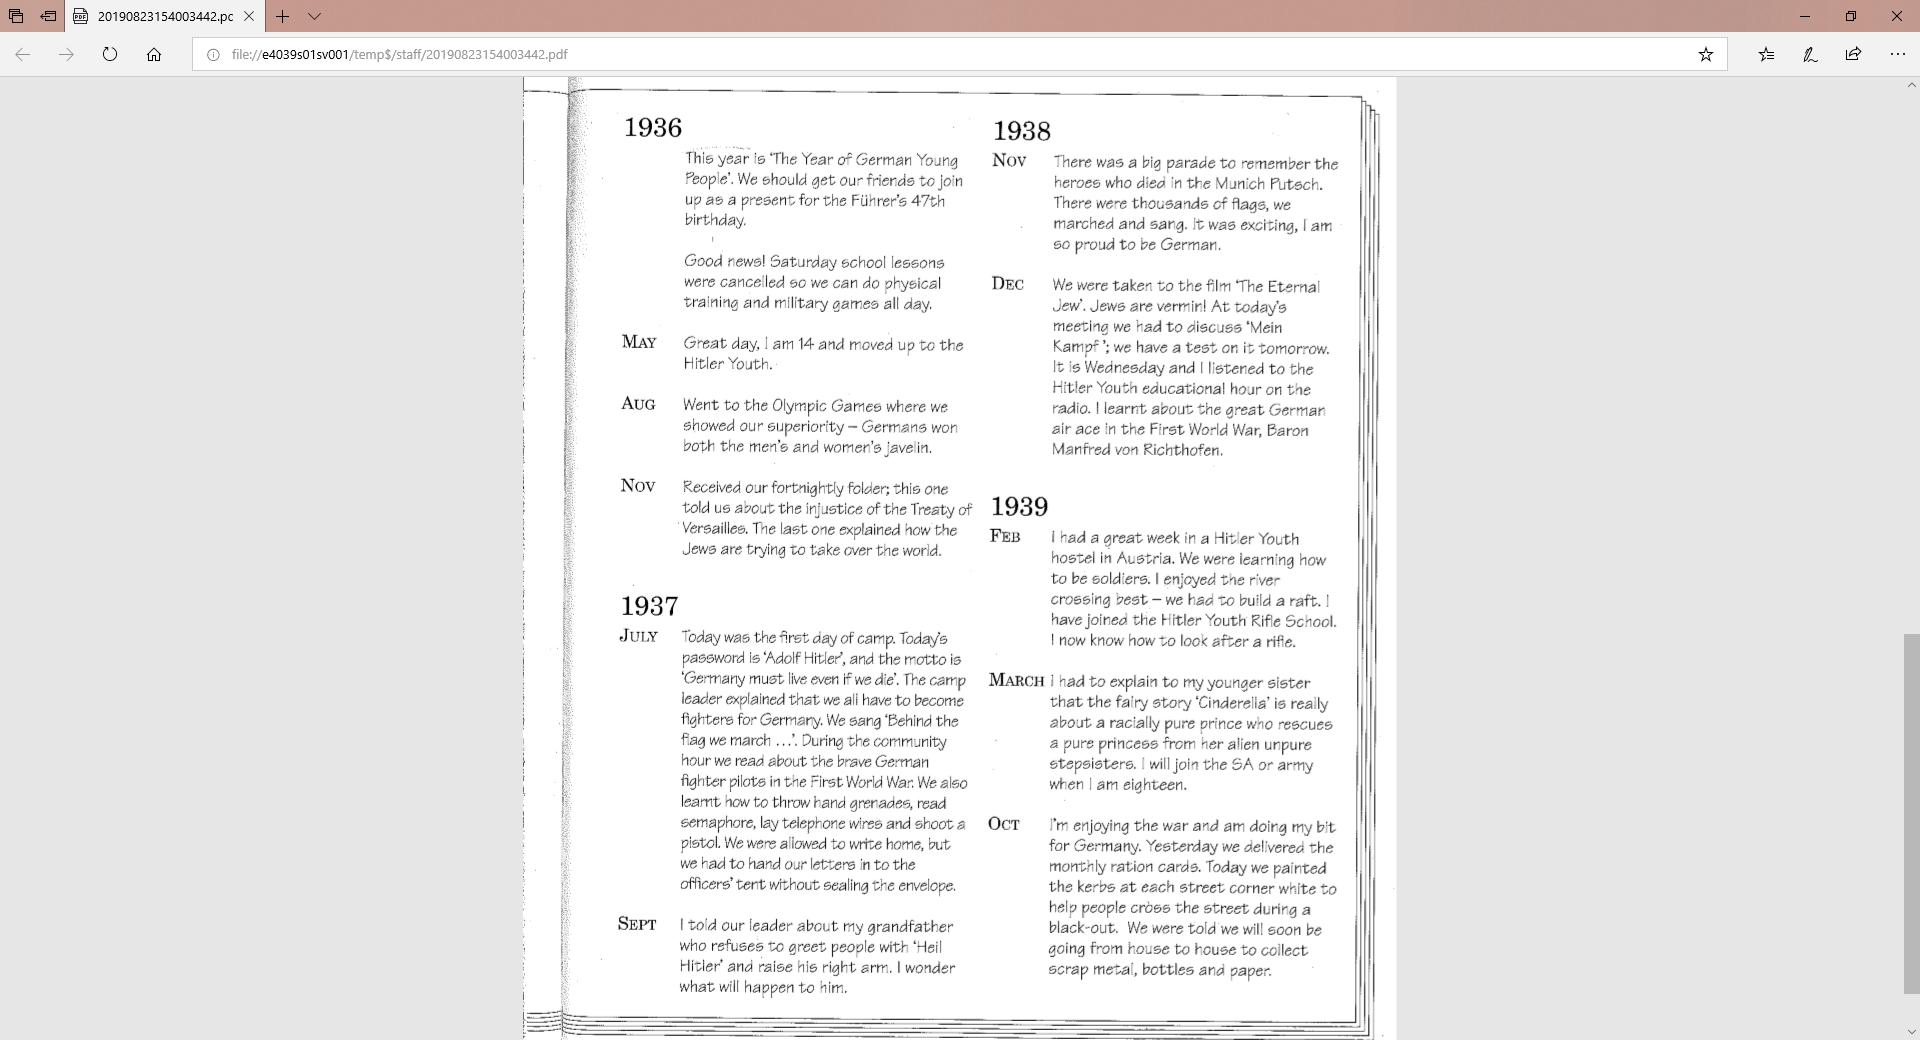 20190823154003442.pc
file://e4039s01sv001/temp$/staff/20190823154003442.pdf
1936
This year is ‘The Year of German Young
People’. We should get our friends to join
up as a present for the Führer’s 47th
birthday.
Good news! Saturday school lessons
were cancelled so we can do physical
training and military games all day.
MAY Great day, I am 14 and moved up to the
Hitler Youth.
AUG Went to the Olympic Games where we
showed our superiority – Germans won
both the men’s and women’s javelin.
NOV Received our fortnightly folder; this one
told us about the injustice of the Treaty of
Versailles. The last one explained how the
Jews are trying to take over the world.
1937
JULY Today was the first day of camp. Today’s
password is ‘Adolf Hitler’, and the motto is
‘Germany must live even if we die’. The camp
leader explained that we all have to become
fighters for Germany. We sang ‘Behind the
flag we march ...’. During the community
hour we read about the brave German
fighter pilots in the First World War. We also
learnt how to throw hand grenades, read
semaphore, lay telephone wires and shoot a
pistol. We were allowed to write home, but
we had to hand our letters in to the
officers’ tent without sealing the envelope.
SEPT I told our leader about my grandfather
who refuses to greet people with ‘Heil
Hitler’ and raise his right arm. I wonder
what will happen to him.
1938
NOV There was a big parade to remember the
heroes who died in the Munich Putsch.
There were thousands of flags, we
marched and sang. It was exciting, I am
so proud to be German.
DEC We were taken to the film ‘The Eternal
Jew’. Jews are vermin! At today’s
meeting we had to discuss ‘Mein
Kampf’; we have a test on it tomorrow.
It is Wednesday and I listened to the
Hitler Youth educational hour on the
radio. I learnt about the great German
air ace in the First World War, Baron
Manfred von Richthofen.
1939
FEB I had a great week in a Hitler Youth
hostel in Austria. We were learning how
to be soldiers. I enjoyed the river
crossing best – we had to build a raft. I
have joined the Hitler Youth Rifle School.
I now know how to look after a rifle.
MARCH I had to explain to my younger sister
that the fairy story ‘Cinderella’ is really
about a racially pure prince who rescues
a pure princess from her alien unpure
stepsisters. I will join the SA or army
when I am eighteen.
OCT I’m enjoying the war and am doing my bit
for Germany. Yesterday we delivered the
monthly ration cards. Today we painted
the kerbs at each street corner white to
help people cross the street during a
black-out. We were told we will soon be
going from house to house to collect
scrap metal, bottles and paper.